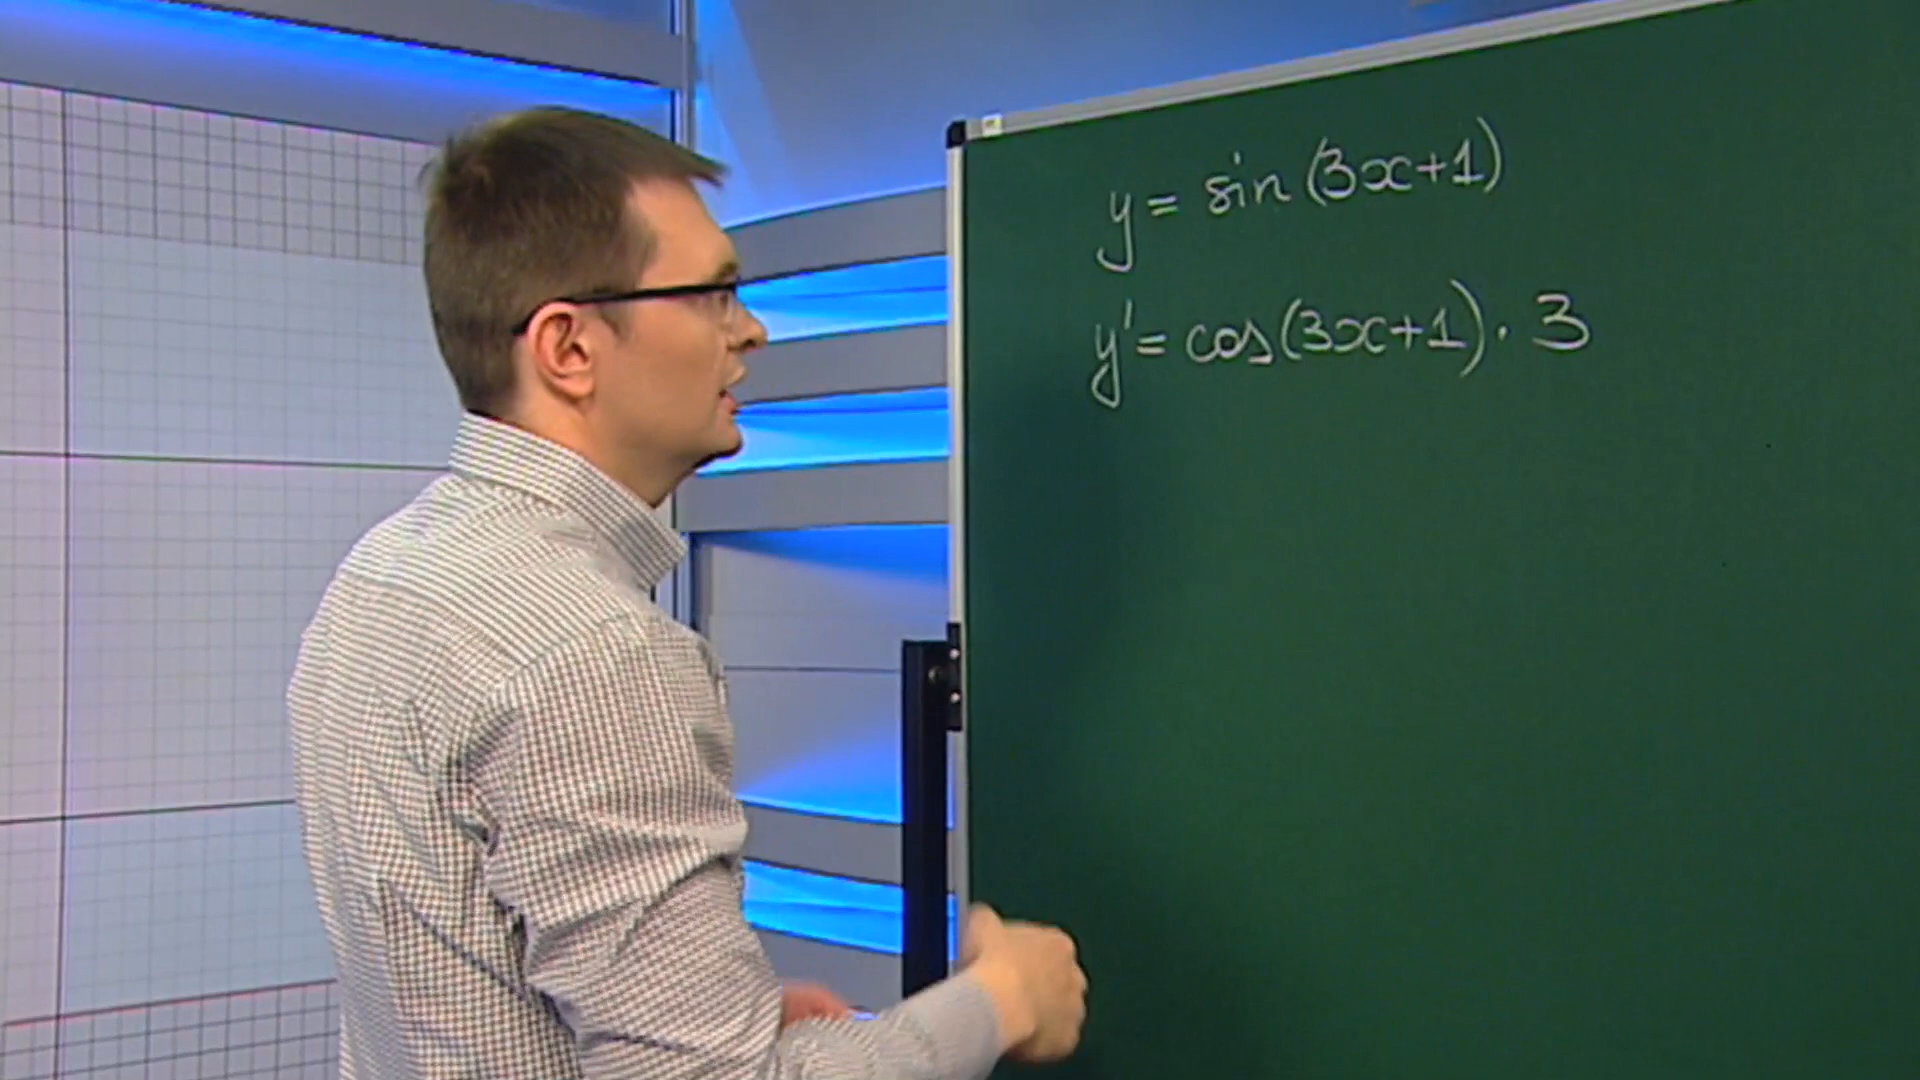 y = sin (3x+1)
y' = cos(3x+1) · 3